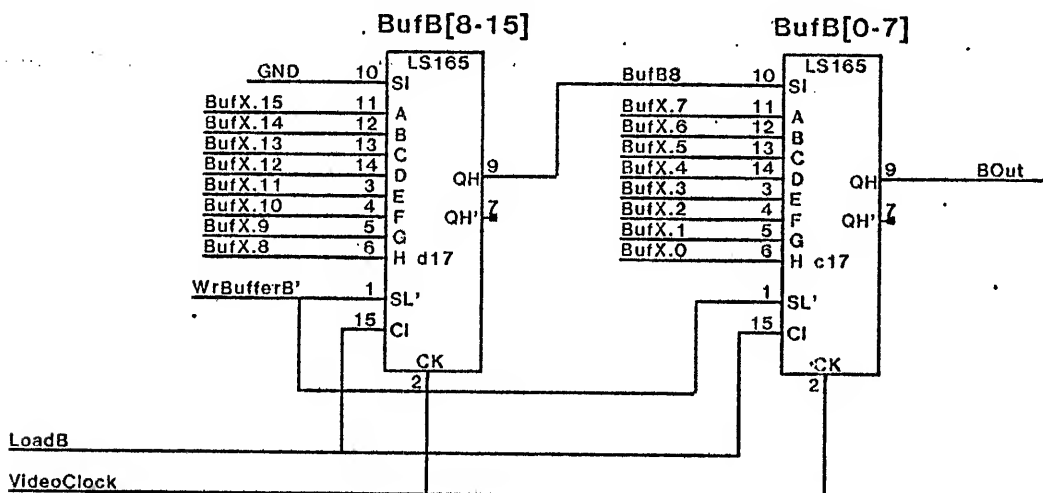 BufB[8-15]
LS165
GND 10 SI
BufX.15 11 A
BufX.14 12 B
BufX.13 13 C
BufX.12 14 D
BufX.11 3 E
BufX.10 4 F
BufX.9 5 G
BufX.8 6 H d17
QH 9
QH' 7
WrBufferB' 1 SL'
15 CI
CK
2
BufB[0-7]
LS165
BufB8 10 SI
BufX.7 11 A
BufX.6 12 B
BufX.5 13 C
BufX.4 14 D
BufX.3 3 E
BufX.2 4 F
BufX.1 5 G
BufX.0 6 H c17
QH 9 BOut
QH' 7
1 SL'
15 CI
CK
2
LoadB
VideoClock